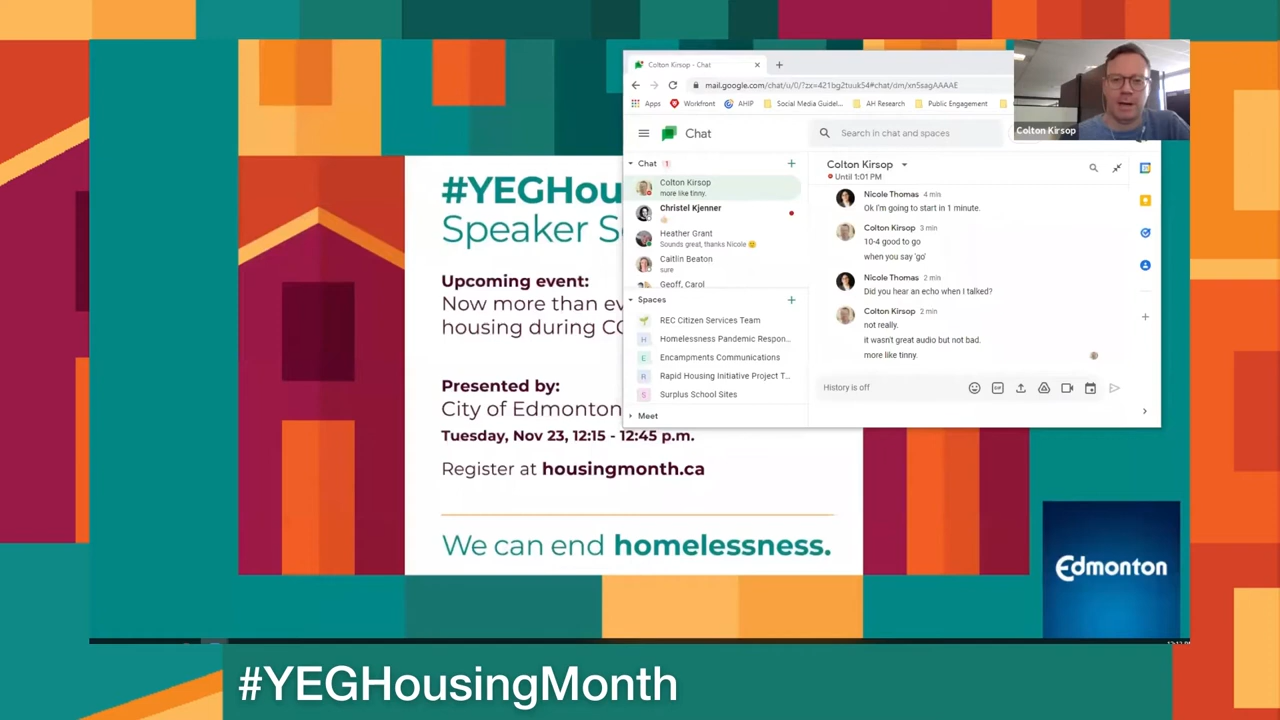 #YEGHou
Speaker S
Upcoming event:
Now more than ev
housing during CO
Presented by:
City of Edmonton
Tuesday, Nov 23, 12:15 - 12:45 p.m.
Register at housingmonth.ca
We can end homelessness.
Colton Kirsop - Chat
mail.google.com/chat/u/0/?zx=421bg2tuuk54#chat/dm/xn5sagAAAAE
Apps
Workfront
AHIP
Social Media Guidel...
AH Research
Public Engagement
Chat
Search in chat and spaces
Chat 1
Colton Kirsop
more like tinny.
Christel Kjenner
Heather Grant
Sounds great, thanks Nicole
Caitlin Beaton
sure
Geoff, Carol
Spaces
REC Citizen Services Team
H Homelessness Pandemic Respon...
E Encampments Communications
R Rapid Housing Initiative Project T...
S Surplus School Sites
Meet
Colton Kirsop
Until 1:01 PM
Nicole Thomas 4 min
Ok I'm going to start in 1 minute.
Colton Kirsop 3 min
10-4 good to go
when you say 'go'
Nicole Thomas 2 min
Did you hear an echo when I talked?
Colton Kirsop 2 min
not really.
it wasn't great audio but not bad.
more like tinny.
History is off
GIF
Colton Kirsop
Edmonton
#YEGHousingMonth